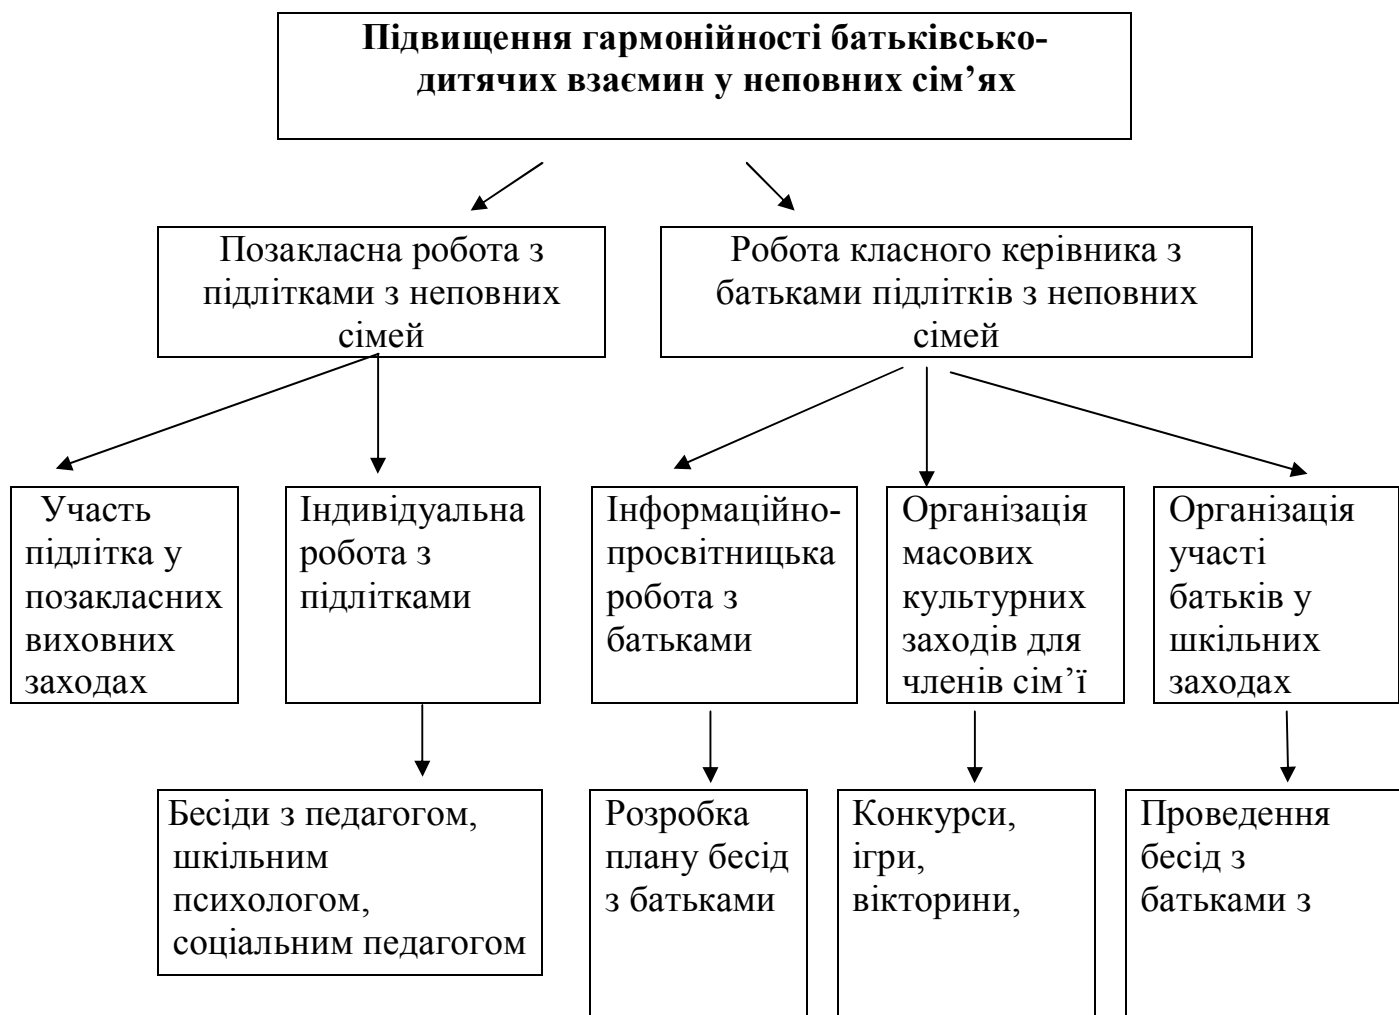 Підвищення гармонійності батьківсько-
дитячих взаємин у неповних сім’ях
Позакласна робота з
підлітками з неповних
сімей
Робота класного керівника з
батьками підлітків з неповних
сімей
Участь
підлітка у
позакласних
виховних
заходах
Індивідуальна
робота з
підлітками
Інформаційно-
просвітницька
робота з
батьками
Організація
масових
культурних
заходів для
членів сім’ї
Організація
участі
батьків у
шкільних
заходах
Бесіди з педагогом,
шкільним
психологом,
соціальним педагогом
Розробка
плану бесід
з батьками
Конкурси,
ігри,
вікторини,
Проведення
бесід з
батьками з